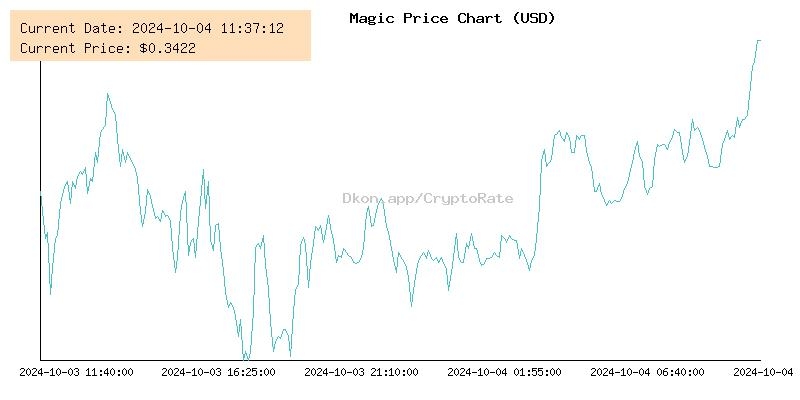 Magic Price Chart (USD)
Current Date: 2024-10-04 11:37:12
Current Price: $0.3422
Dkon.app/CryptoRate
2024-10-03 11:40:00 2024-10-03 16:25:00 2024-10-03 21:10:00 2024-10-04 01:55:00 2024-10-04 06:40:00 2024-10-04